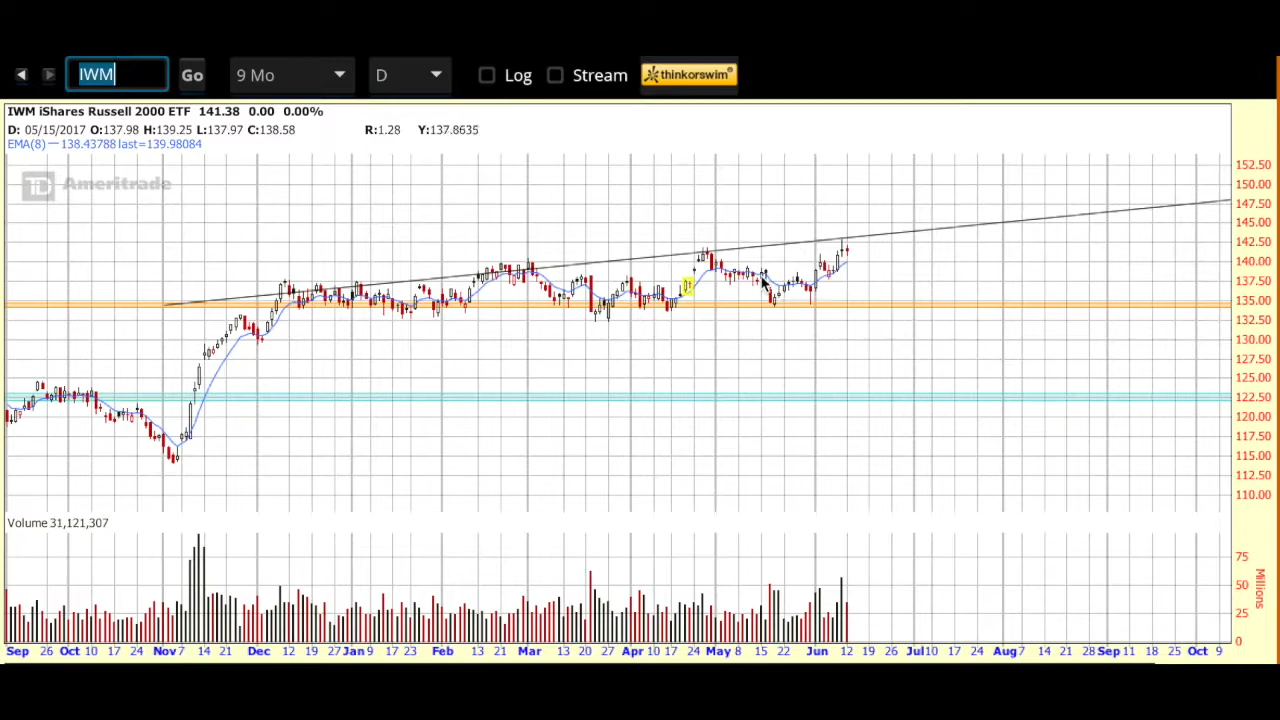 IWM Go 9 Mo D Log Stream thinkorswim®
IWM iShares Russell 2000 ETF 141.38 0.00 0.00%
D: 05/15/2017 O:137.98 H:139.25 L:137.97 C:138.58 R:1.28 Y:137.8635
EMA(8) — 138.43788 last=139.98084
152.50
TD Ameritrade
150.00
147.50
145.00
142.50
140.00
137.50
135.00
132.50
130.00
127.50
125.00
122.50
120.00
117.50
115.00
112.50
110.00
Volume 31,121,307
75
50
25
0
Millions
Sep 26 Oct 10 17 24 Nov 7 14 21 Dec 12 19 27 Jan 9 17 23 Feb 13 21 Mar 13 20 27 Apr 10 17 24 May 8 15 22 Jun 12 19 26 Jul 10 17 24 Aug 7 14 21 28 Sep 11 18 25 Oct 9